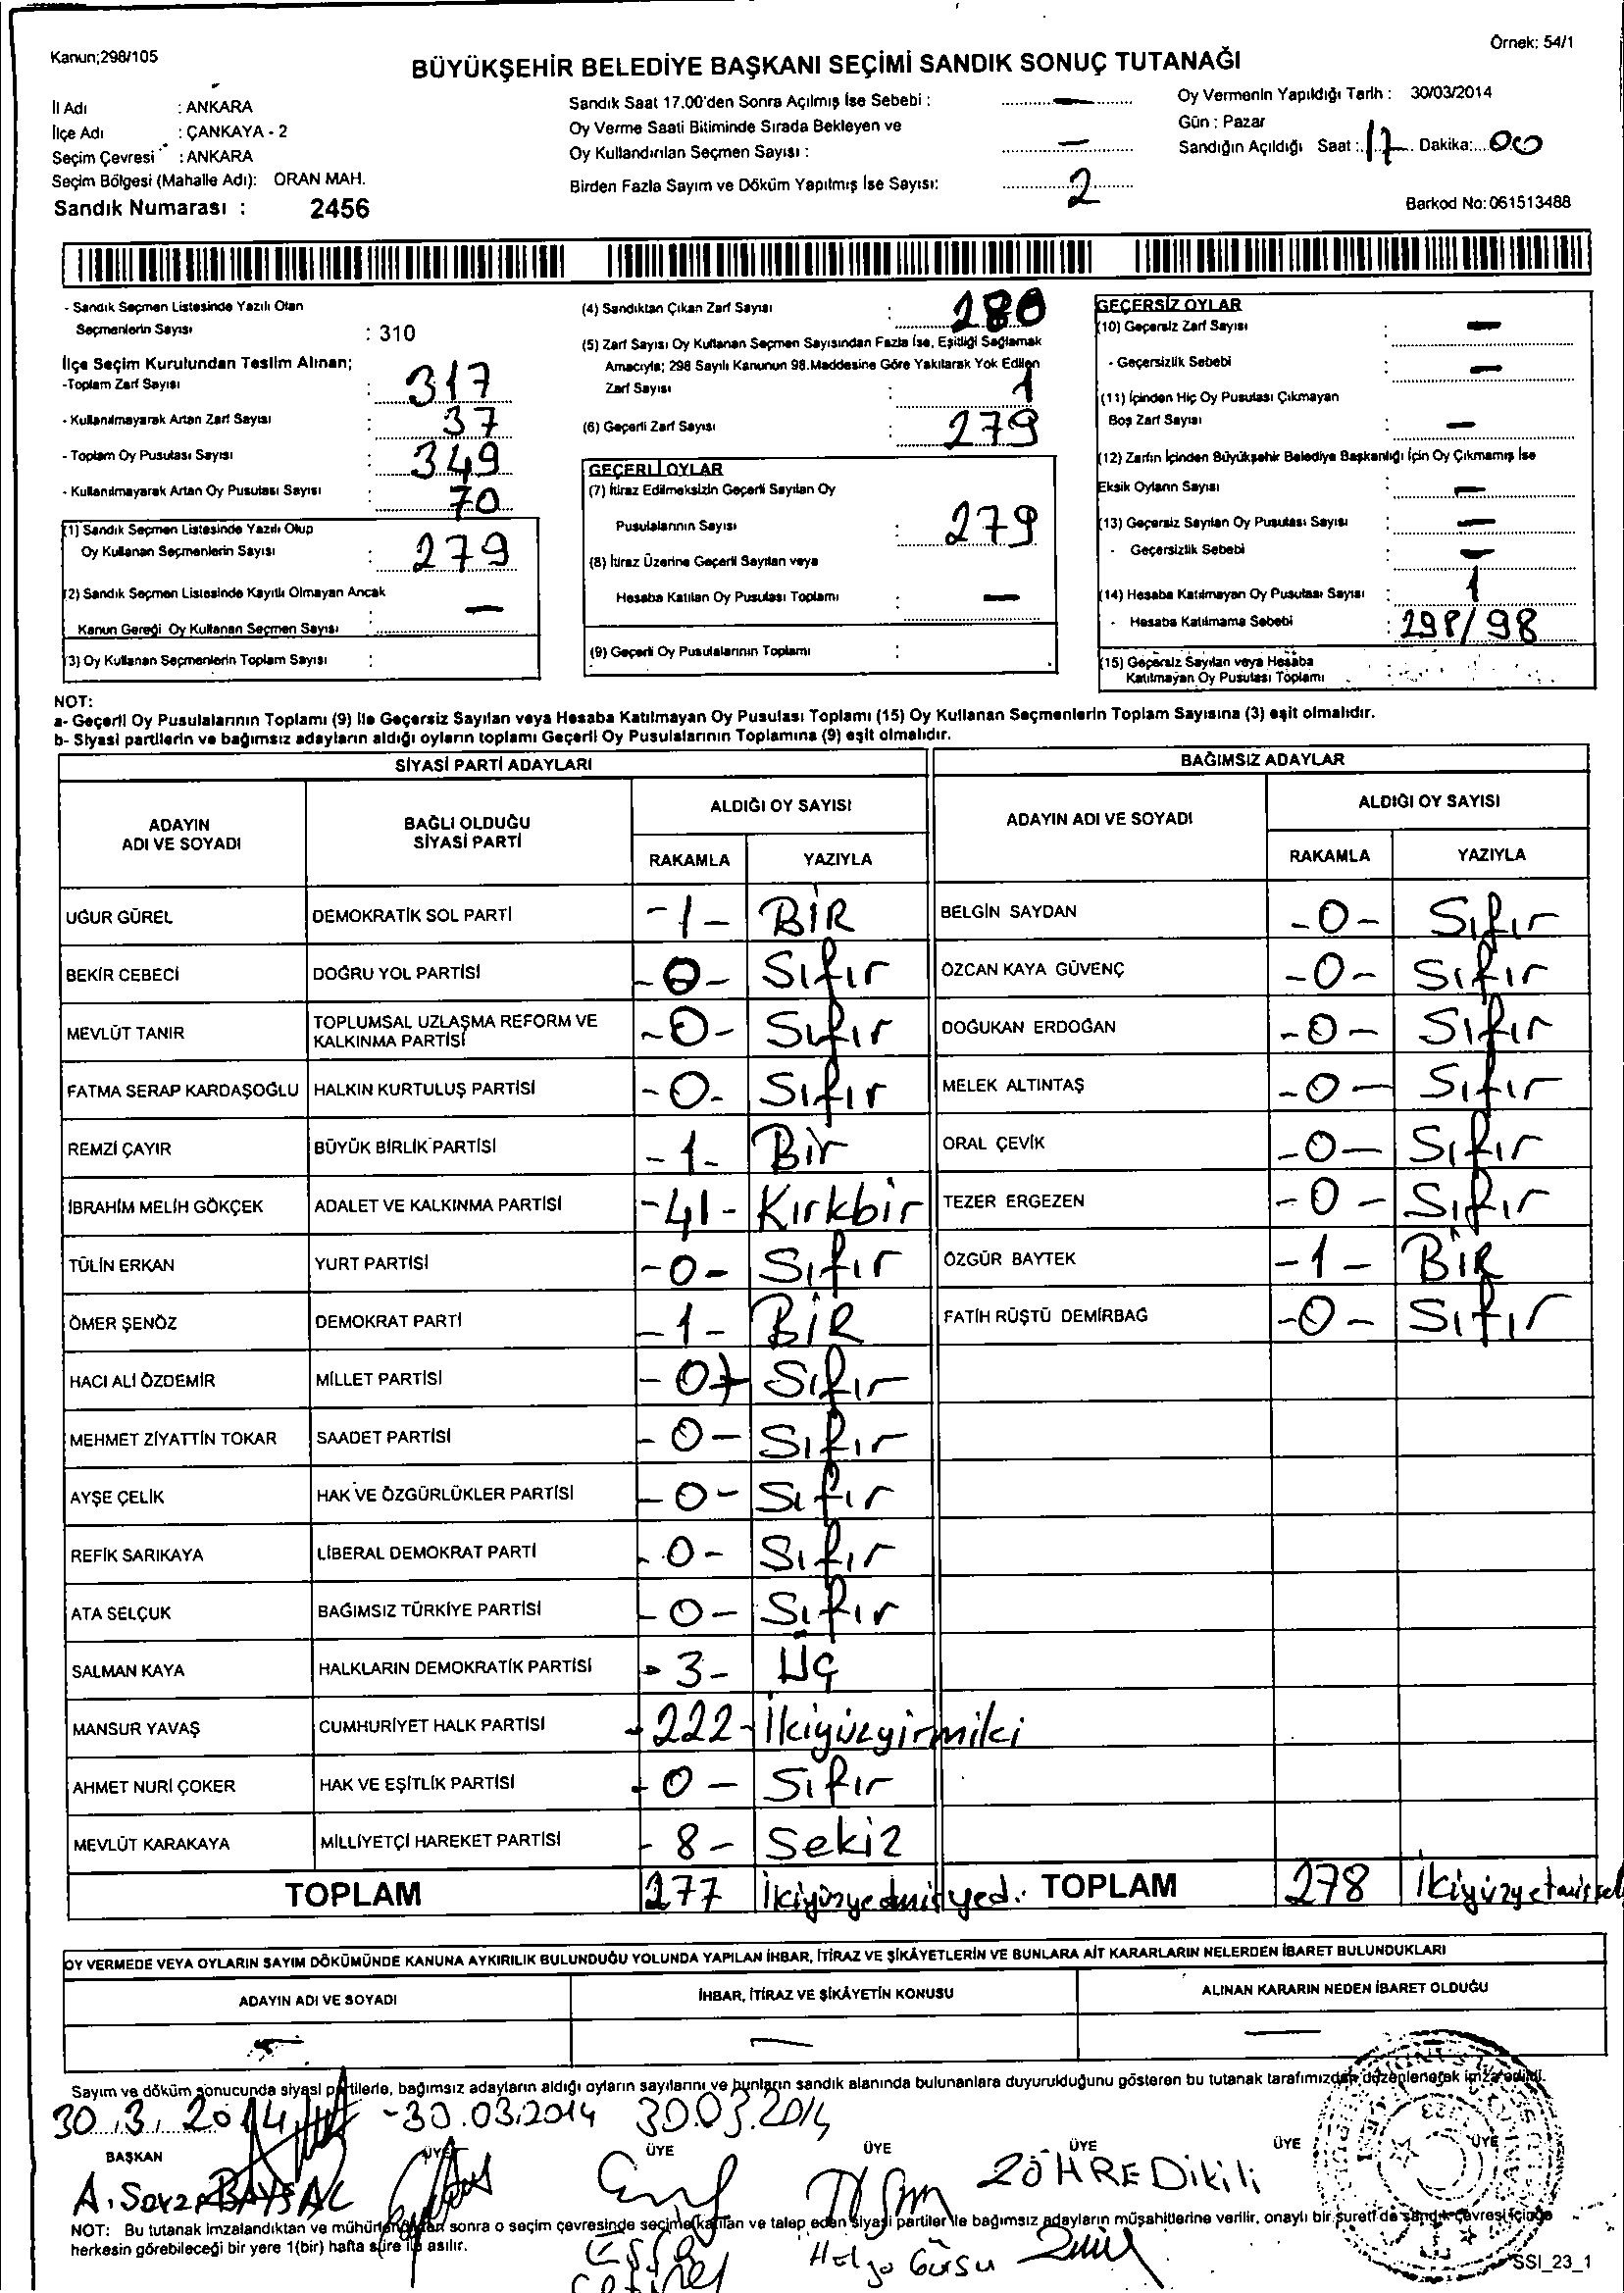 Kanun;298/105
Örnek: 54/1
BÜYÜKŞEHİR BELEDİYE BAŞKANI SEÇİMİ SANDIK SONUÇ TUTANAĞI
İl Adı : ANKARA
İlçe Adı : ÇANKAYA - 2
Seçim Çevresi : ANKARA
Seçim Bölgesi (Mahalle Adı): ORAN MAH.
Sandık Numarası : 2456
Sandık Saat 17.00'den Sonra Açılmış İse Sebebi : —
Oy Verme Saati Bitiminde Sırada Bekleyen ve
Oy Kullandırılan Seçmen Sayısı : —
Birden Fazla Sayım ve Döküm Yapılmış İse Sayısı: 2
Oy Vermenin Yapıldığı Tarih : 30/03/2014
Gün : Pazar
Sandığın Açıldığı Saat : 17 Dakika: 00
Barkod No: 061513488
- Sandık Seçmen Listesinde Yazılı Olan
Seçmenlerin Sayısı : 310
İlçe Seçim Kurulundan Teslim Alınan;
-Toplam Zarf Sayısı : 317
- Kullanılmayarak Artan Zarf Sayısı : 37
- Toplam Oy Pusulası Sayısı : 349
- Kullanılmayarak Artan Oy Pusulası Sayısı : 70
(1) Sandık Seçmen Listesinde Yazılı Olup
Oy Kullanan Seçmenlerin Sayısı : 279
(2) Sandık Seçmen Listesinde Kayıtlı Olmayan Ancak
Kanun Gereği Oy Kullanan Seçmen Sayısı : —
(3) Oy Kullanan Seçmenlerin Toplam Sayısı :
(4) Sandıktan Çıkan Zarf Sayısı : 280
(5) Zarf Sayısı Oy Kullanan Seçmen Sayısından Fazla İse, Eşitliği Sağlamak
Amacıyla; 298 Sayılı Kanunun 98.Maddesine Göre Yakılarak Yok Edilen
Zarf Sayısı : 1
(6) Geçerli Zarf Sayısı : 279
GEÇERLİ OYLAR
(7) İtiraz Edilmeksizin Geçerli Sayılan Oy
Pusulalarının Sayısı : 279
(8) İtiraz Üzerine Geçerli Sayılan veya
Hesaba Katılan Oy Pusulası Toplamı : —
(9) Geçerli Oy Pusulalarının Toplamı :
GEÇERSİZ OYLAR
(10) Geçersiz Zarf Sayısı : —
- Geçersizlik Sebebi : —
(11) İçinden Hiç Oy Pusulası Çıkmayan
Boş Zarf Sayısı : —
(12) Zarfın İçinden Büyükşehir Belediye Başkanlığı İçin Oy Çıkmamış İse
Eksik Oyların Sayısı : —
(13) Geçersiz Sayılan Oy Pusulası Sayısı : —
- Geçersizlik Sebebi : —
(14) Hesaba Katılmayan Oy Pusulası Sayısı : 1
- Hesaba Katılmama Sebebi : 298/98
(15) Geçersiz Sayılan veya Hesaba
Katılmayan Oy Pusulası Toplamı :
NOT:
a- Geçerli Oy Pusulalarının Toplamı (9) ile Geçersiz Sayılan veya Hesaba Katılmayan Oy Pusulası Toplamı (15) Oy Kullanan Seçmenlerin Toplam Sayısına (3) eşit olmalıdır.
b- Siyasi partilerin ve bağımsız adayların aldığı oyların toplamı Geçerli Oy Pusulalarının Toplamına (9) eşit olmalıdır.
SİYASİ PARTİ ADAYLARI BAĞIMSIZ ADAYLAR
ADAYIN ADI VE SOYADI BAĞLI OLDUĞU SİYASİ PARTİ ALDIĞI OY SAYISI ADAYIN ADI VE SOYADI ALDIĞI OY SAYISI
RAKAMLA YAZIYLA RAKAMLA YAZIYLA
UĞUR GÜREL DEMOKRATİK SOL PARTİ -1- BİR BELGİN SAYDAN -0- Sıfır
BEKİR CEBECİ DOĞRU YOL PARTİSİ -0- Sıfır ÖZCAN KAYA GÜVENÇ -0- Sıfır
MEVLÜT TANIR TOPLUMSAL UZLAŞMA REFORM VE KALKINMA PARTİSİ -0- Sıfır DOĞUKAN ERDOĞAN -0- Sıfır
FATMA SERAP KARDAŞOĞLU HALKIN KURTULUŞ PARTİSİ -0- Sıfır MELEK ALTINTAŞ -0- Sıfır
REMZİ ÇAYIR BÜYÜK BİRLİK PARTİSİ -1- Bir ORAL ÇEVİK -0- Sıfır
İBRAHİM MELİH GÖKÇEK ADALET VE KALKINMA PARTİSİ -41- Kırkbir TEZER ERGEZEN -0- Sıfır
TÜLİN ERKAN YURT PARTİSİ -0- Sıfır ÖZGÜR BAYTEK -1- BİR
ÖMER ŞENÖZ DEMOKRAT PARTİ -1- BİR FATİH RÜŞTÜ DEMİRBAĞ -0- Sıfır
HACI ALİ ÖZDEMİR MİLLET PARTİSİ -0- Sıfır
MEHMET ZİYATTİN TOKAR SAADET PARTİSİ -0- Sıfır
AYŞE ÇELİK HAK VE ÖZGÜRLÜKLER PARTİSİ -0- Sıfır
REFİK SARIKAYA LİBERAL DEMOKRAT PARTİ -0- Sıfır
ATA SELÇUK BAĞIMSIZ TÜRKİYE PARTİSİ -0- Sıfır
SALMAN KAYA HALKLARIN DEMOKRATİK PARTİSİ -3- Üç
MANSUR YAVAŞ CUMHURİYET HALK PARTİSİ -222- İkiyüzyirmiiki
AHMET NURİ ÇOKER HAK VE EŞİTLİK PARTİSİ -0- Sıfır
MEVLÜT KARAKAYA MİLLİYETÇİ HAREKET PARTİSİ -8- Sekiz
TOPLAM 277 TOPLAM 278
OY VERMEDE VEYA OYLARIN SAYIM DÖKÜMÜNDE KANUNA AYKIRILIK BULUNDUĞU YOLUNDA YAPILAN İHBAR, İTİRAZ VE ŞİKÂYETLERİN VE BUNLARA AİT KARARLARIN NELERDEN İBARET BULUNDUKLARI
ADAYIN ADI VE SOYADI İHBAR, İTİRAZ VE ŞİKÂYETİN KONUSU ALINAN KARARIN NEDEN İBARET OLDUĞU
— — —
Sayım ve döküm sonucunda siyasi partilerle, bağımsız adayların aldığı oyların sayılarını ve bunların sandık alanında bulunanlara duyurulduğunu gösteren bu tutanak tarafımızdan düzenlenerek imza edildi.
30.3.2014 -30.03.2014 30.03.2014
BAŞKAN ÜYE ÜYE ÜYE ÜYE ÜYE ÜYE
BAYSAL ZÖHRE Dikili
NOT: Bu tutanak imzalandıktan ve mühürlendikten sonra o seçim çevresinde seçime katılan ve talep eden siyasi partiler ile bağımsız adayların müşahitlerine verilir, onaylı bir sureti de sandık çevresi içinde
herkesin görebileceği bir yere 1(bir) hafta süre ile asılır.
Gürsu
SSI_23_1